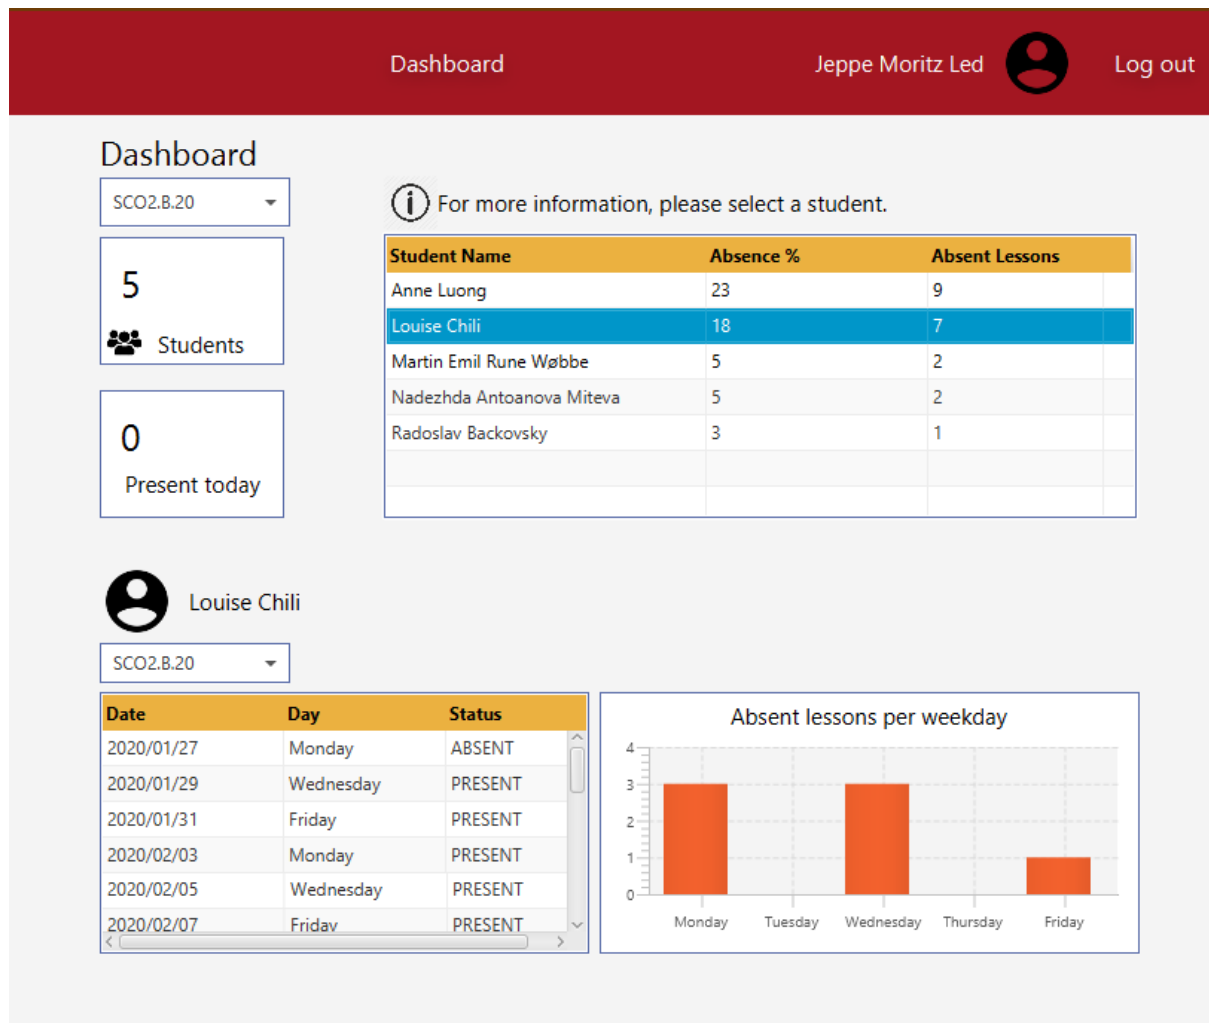 Dashboard Jeppe Moritz Led Log out
Dashboard
SCO2.B.20
For more information, please select a student.
5
Students
0
Present today
Student Name Absence % Absent Lessons
Anne Luong 23 9
Louise Chili 18 7
Martin Emil Rune Wøbbe 5 2
Nadezhda Antoanova Miteva 5 2
Radoslav Backovsky 3 1
Louise Chili
SCO2.B.20
Date Day Status
2020/01/27 Monday ABSENT
2020/01/29 Wednesday PRESENT
2020/01/31 Friday PRESENT
2020/02/03 Monday PRESENT
2020/02/05 Wednesday PRESENT
2020/02/07 Friday PRESENT
Absent lessons per weekday
4
3
2
1
0
Monday Tuesday Wednesday Thursday Friday